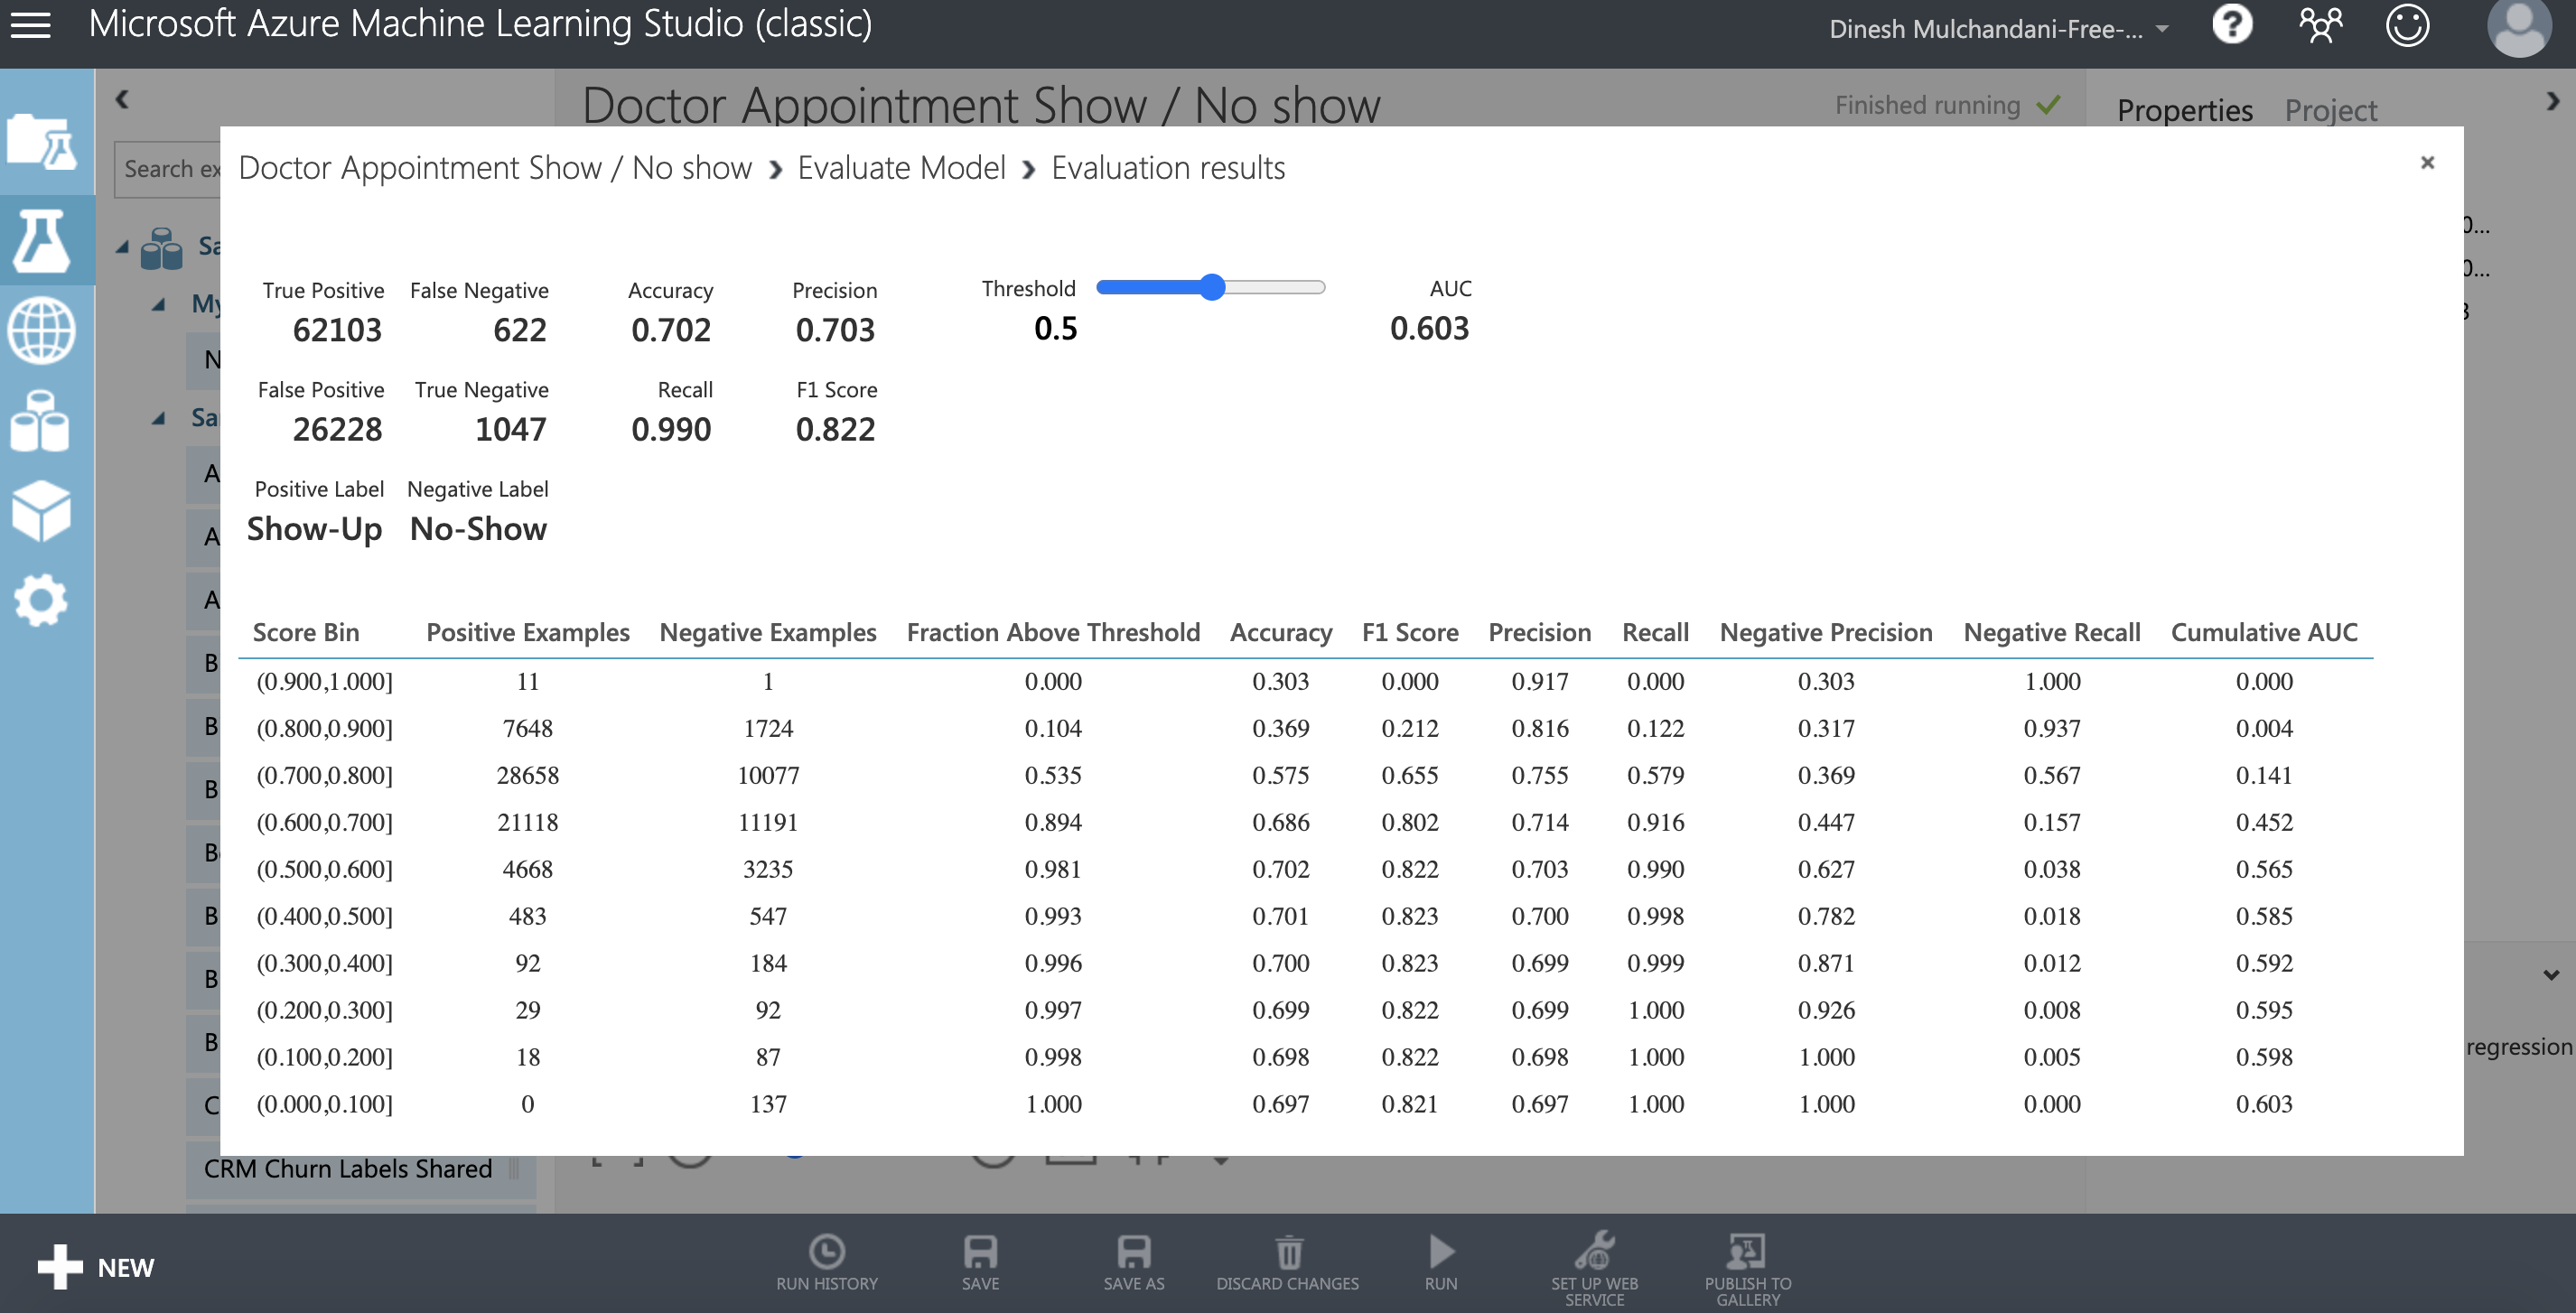 Microsoft Azure Machine Learning Studio (classic)
Dinesh Mulchandani-Free-...
Doctor Appointment Show / No show
Finished running
Properties Project
Search ex
Doctor Appointment Show / No show › Evaluate Model › Evaluation results
True Positive False Negative Accuracy Precision Threshold AUC
62103 622 0.702 0.703 0.5 0.603
False Positive True Negative Recall F1 Score
26228 1047 0.990 0.822
Positive Label Negative Label
Show-Up No-Show
Score Bin Positive Examples Negative Examples Fraction Above Threshold Accuracy F1 Score Precision Recall Negative Precision Negative Recall Cumulative AUC
(0.900,1.000] 11 1 0.000 0.303 0.000 0.917 0.000 0.303 1.000 0.000
(0.800,0.900] 7648 1724 0.104 0.369 0.212 0.816 0.122 0.317 0.937 0.004
(0.700,0.800] 28658 10077 0.535 0.575 0.655 0.755 0.579 0.369 0.567 0.141
(0.600,0.700] 21118 11191 0.894 0.686 0.802 0.714 0.916 0.447 0.157 0.452
(0.500,0.600] 4668 3235 0.981 0.702 0.822 0.703 0.990 0.627 0.038 0.565
(0.400,0.500] 483 547 0.993 0.701 0.823 0.700 0.998 0.782 0.018 0.585
(0.300,0.400] 92 184 0.996 0.700 0.823 0.699 0.999 0.871 0.012 0.592
(0.200,0.300] 29 92 0.997 0.699 0.822 0.699 1.000 0.926 0.008 0.595
(0.100,0.200] 18 87 0.998 0.698 0.822 0.698 1.000 1.000 0.005 0.598
(0.000,0.100] 0 137 1.000 0.697 0.821 0.697 1.000 1.000 0.000 0.603
regression
CRM Churn Labels Shared
NEW
RUN HISTORY
SAVE
SAVE AS
DISCARD CHANGES
RUN
SET UP WEB
SERVICE
PUBLISH TO
GALLERY